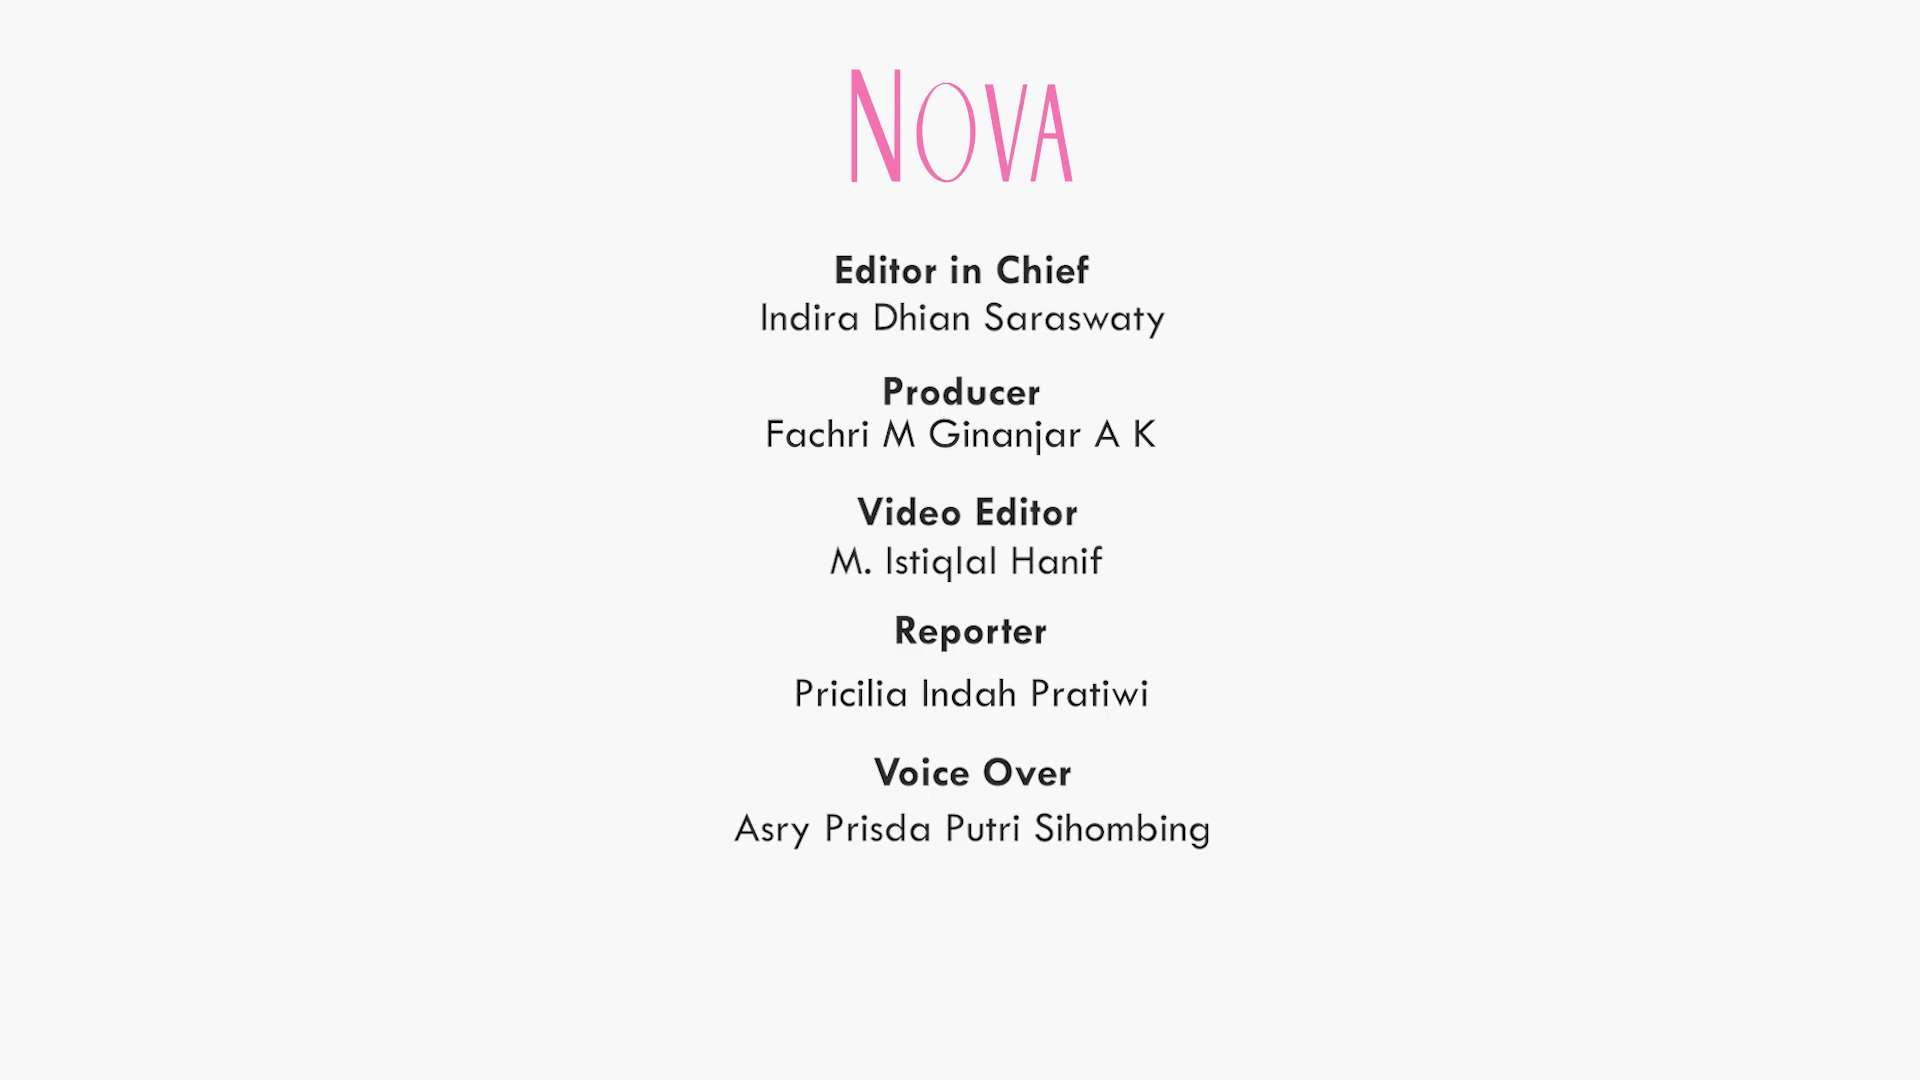 NOVA
Editor in Chief
Indira Dhian Saraswaty
Producer
Fachri M Ginanjar A K
Video Editor
M. Istiqlal Hanif
Reporter
Pricilia Indah Pratiwi
Voice Over
Asry Prisda Putri Sihombing